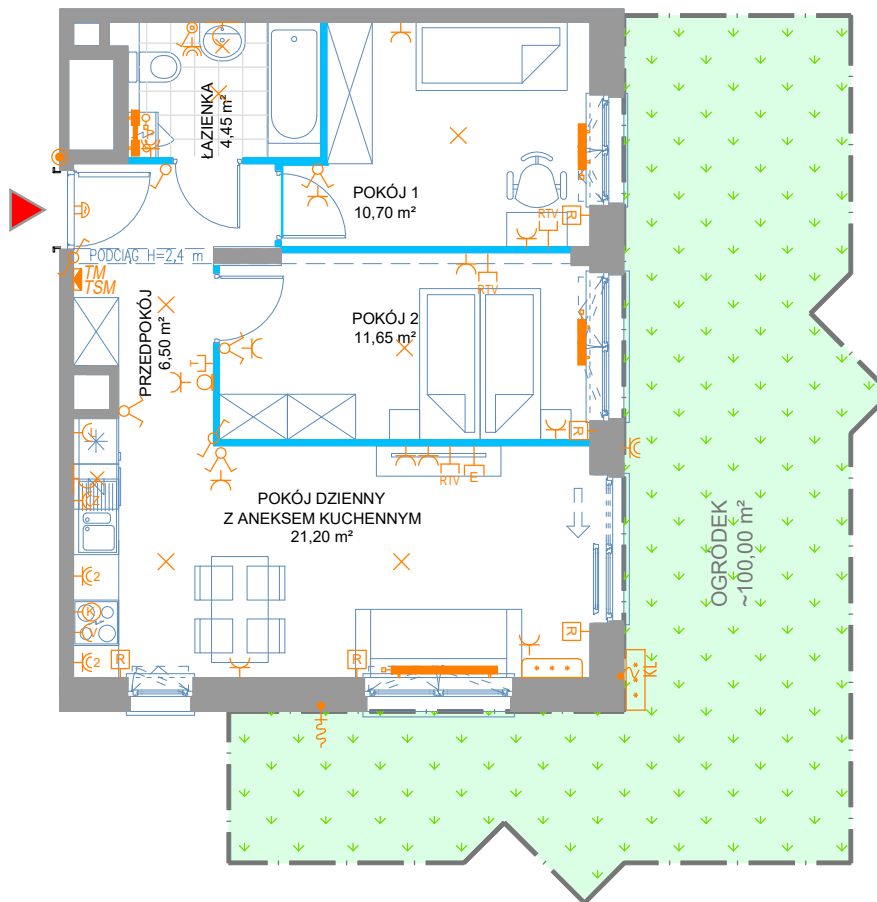 ŁAZIENKA
4,45 m²
POKÓJ 1
10,70 m²
RTV
R
PODCIĄG H=2,4 m
TM
TSM
PRZEDPOKÓJ
6,50 m²
RTV
POKÓJ 2
11,65 m²
T
R
RTV
E
POKÓJ DZIENNY
Z ANEKSEM KUCHENNYM
21,20 m²
OGRÓDEK
~100,00 m²
2
K
V
2
R
R
R
KL